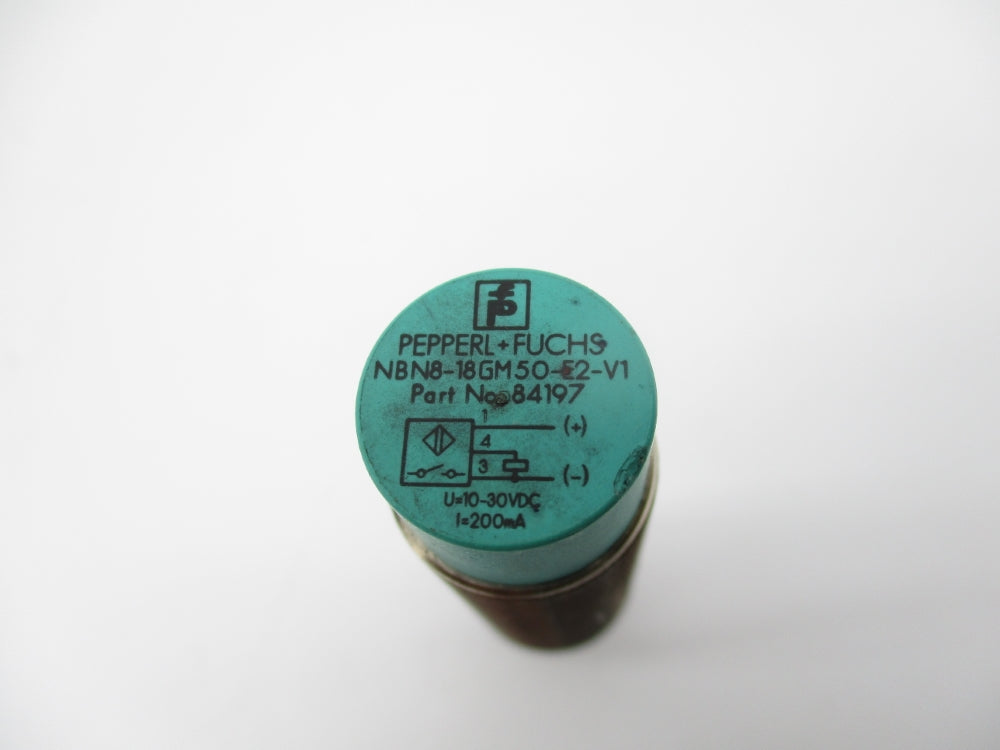 PEPPERL+FUCHS
NBN8-18GM50-E2-V1
Part No. 84197
1
(+)
4
3
(-)
U=10-30VDC
I=200mA